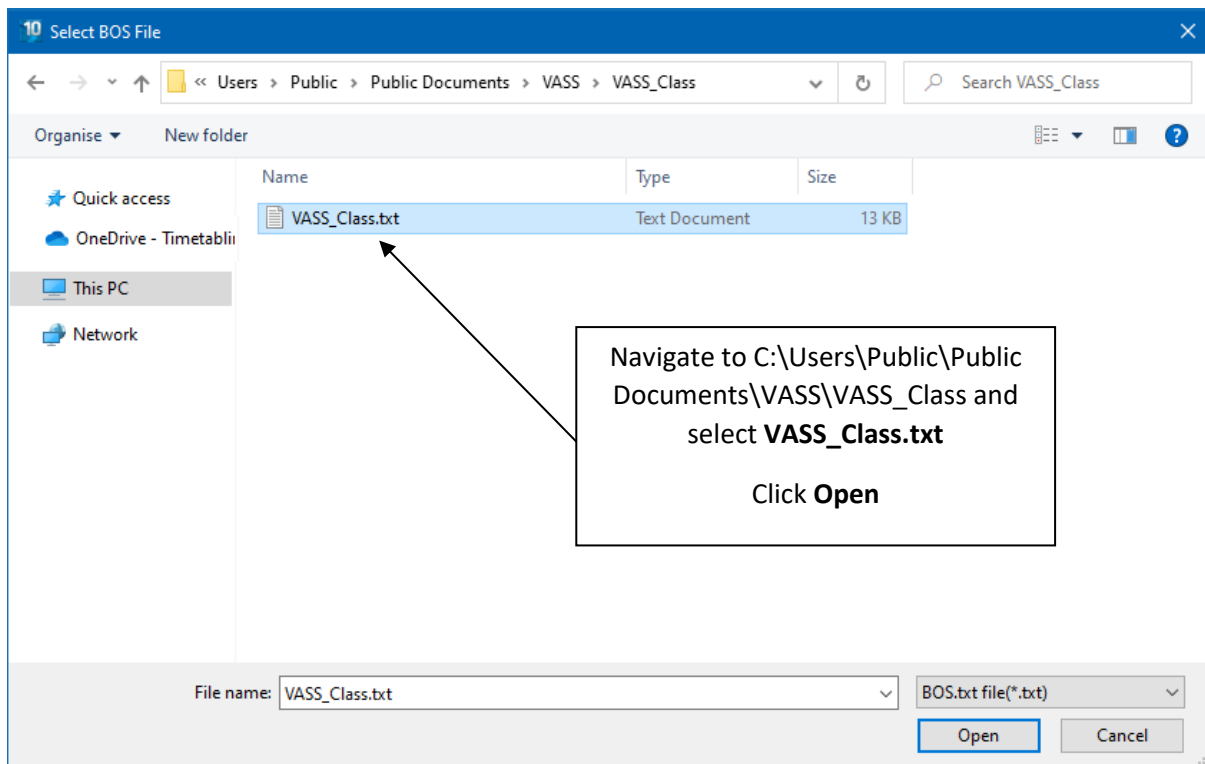 10 Select BOS File
« Users > Public > Public Documents > VASS > VASS_Class
Search VASS_Class
Organise New folder
?
Name Type Size
Quick access
VASS_Class.txt Text Document 13 KB
OneDrive - Timetablin
This PC
Network
Navigate to C:\Users\Public\Public
Documents\VASS\VASS_Class and
select VASS_Class.txt
Click Open
File name: VASS_Class.txt BOS.txt file(*.txt)
Open Cancel